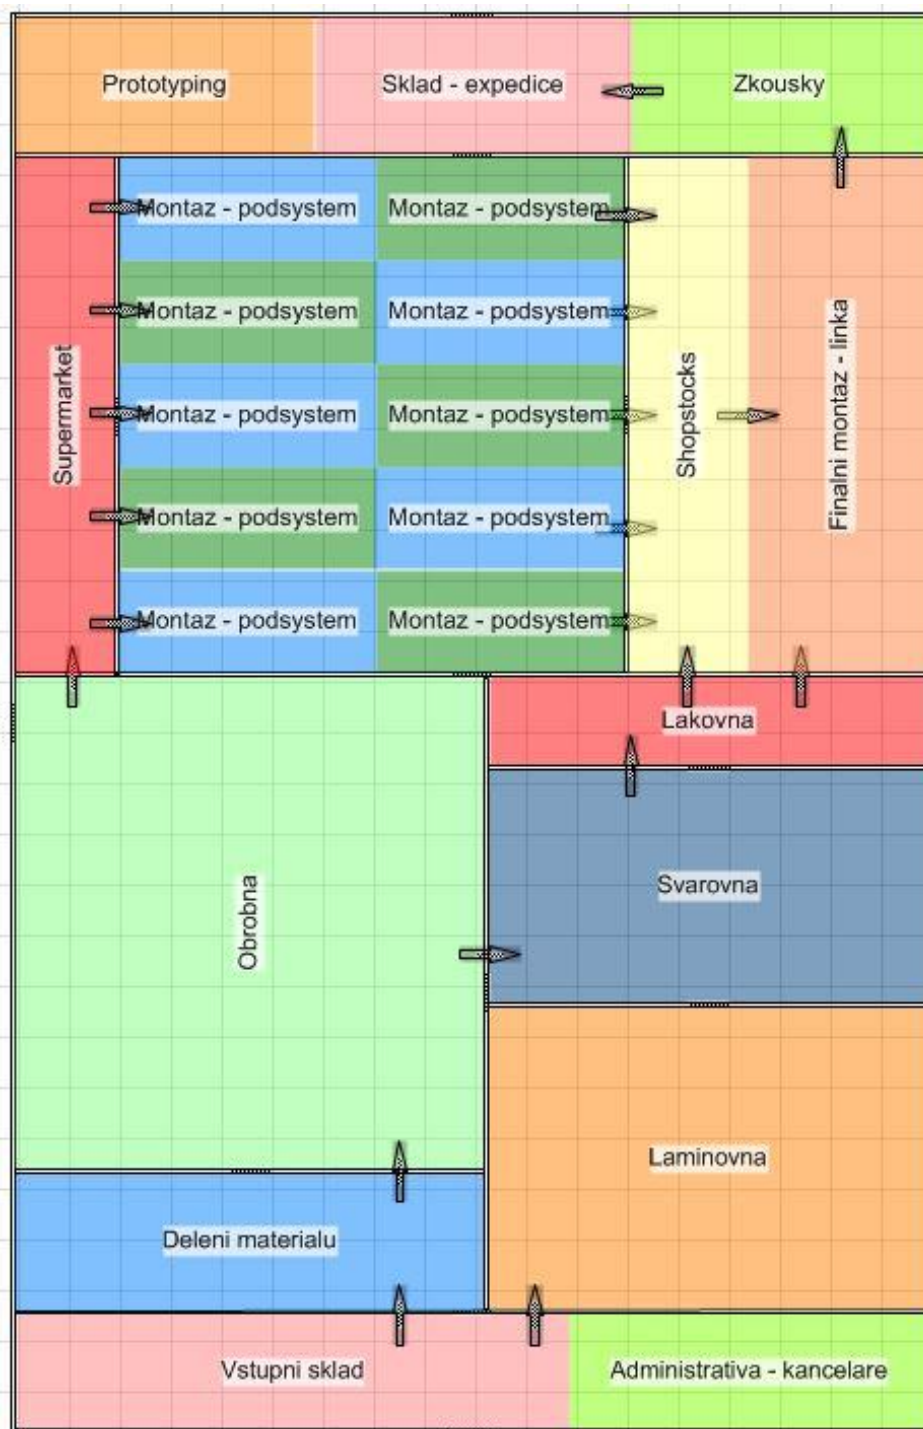 Prototyping
Sklad - expedice
Zkousky
Montaz - podsystem
Montaz - podsystem
Montaz - podsystem
Montaz - podsystem
Supermarket
Montaz - podsystem
Montaz - podsystem
Shopstocks
Finalni montaz - linka
Montaz - podsystem
Montaz - podsystem
Montaz - podsystem
Montaz - podsystem
Lakovna
Obrobna
Svarovna
Laminovna
Deleni materialu
Vstupni sklad
Administrativa - kancelare